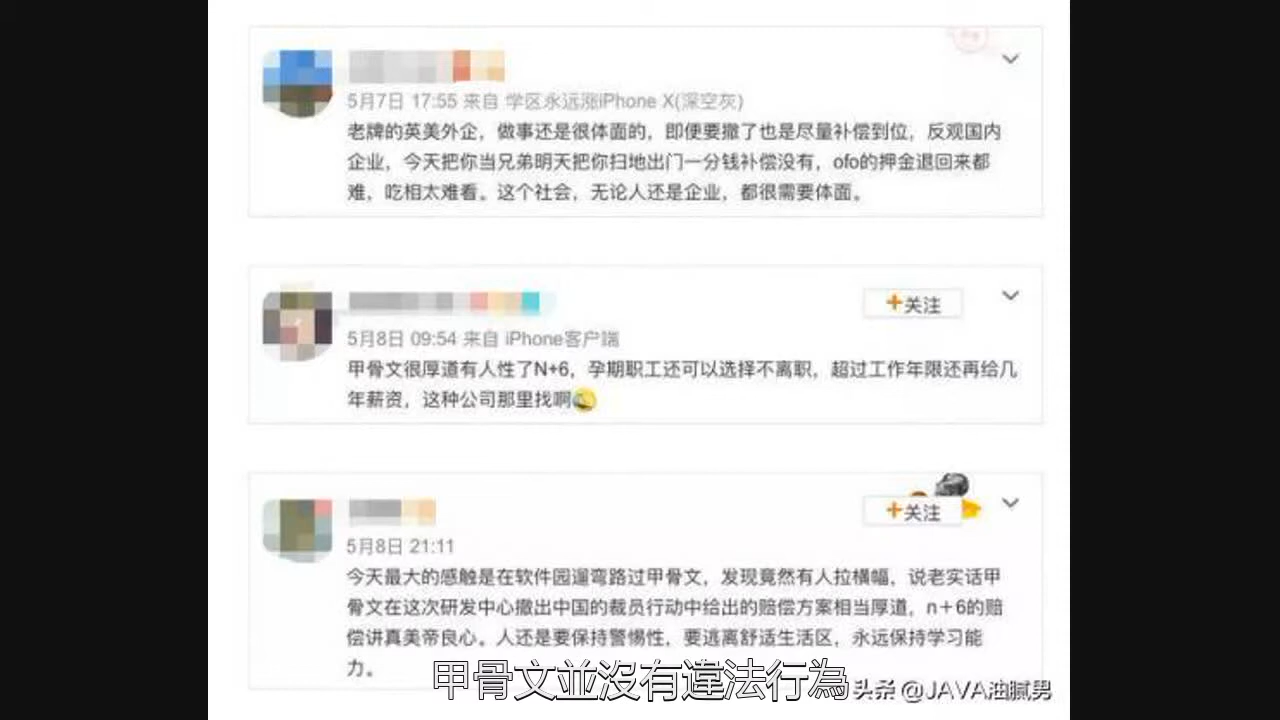 5月7日 17:55 来自 学区永远涨iPhone X(深空灰)
老牌的英美外企，做事还是很体面的，即便要撤了也是尽量补偿到位，反观国内
企业，今天把你当兄弟明天把你扫地出门一分钱补偿没有，ofo的押金退回来都
难，吃相太难看。这个社会，无论人还是企业，都很需要体面。
+关注
5月8日 09:54 来自 iPhone客户端
甲骨文很厚道有人性了N+6，孕期职工还可以选择不离职，超过工作年限还再给几
年薪资，这种公司那里找啊
+关注
5月8日 21:11
今天最大的感触是在软件园遛弯路过甲骨文，发现竟然有人拉横幅，说老实话甲
骨文在这次研发中心撤出中国的裁员行动中给出的赔偿方案相当厚道，n＋6的赔
偿讲真美帝良心。人还是要保持警惕性，要逃离舒适生活区，永远保持学习能
力。
甲骨文並沒有違法行為
头条 @JAVA油腻男